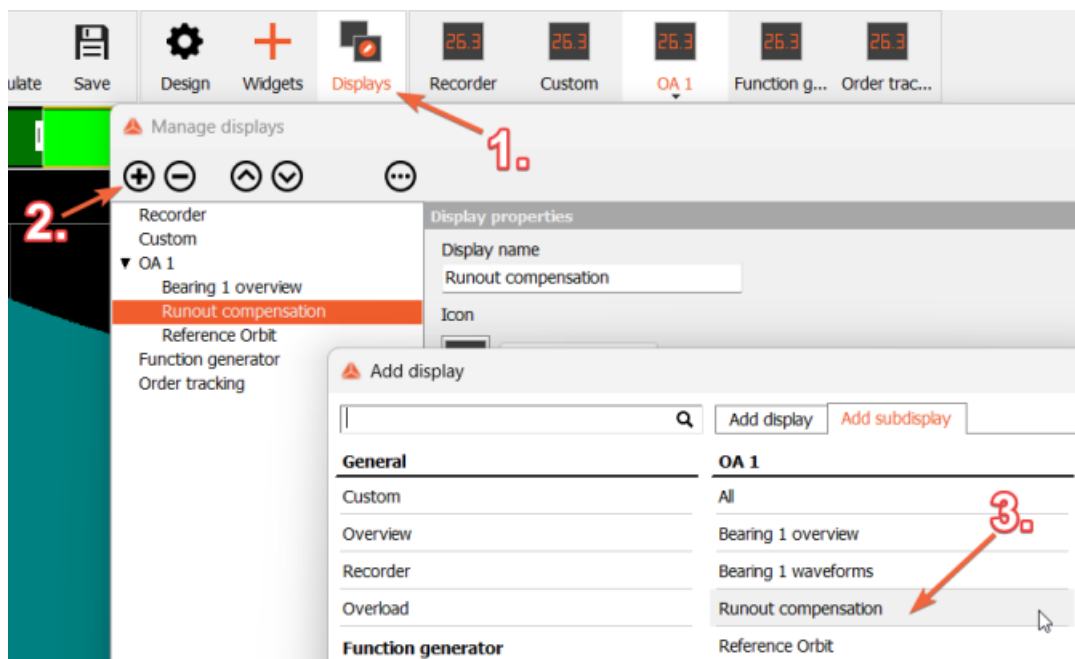 26.3 26.3 26.3 26.3 26.3
ulate Save Design Widgets Displays Recorder Custom OA 1 Function g... Order trac...
1.
Manage displays
2.
Recorder
Custom
OA 1
Bearing 1 overview
Runout compensation
Reference Orbit
Function generator
Order tracking
Display properties
Display name
Runout compensation
Icon
Add display
Add display Add subdisplay
General
Custom
Overview
Recorder
Overload
Function generator
OA 1
All
Bearing 1 overview
Bearing 1 waveforms
Runout compensation
Reference Orbit
3.